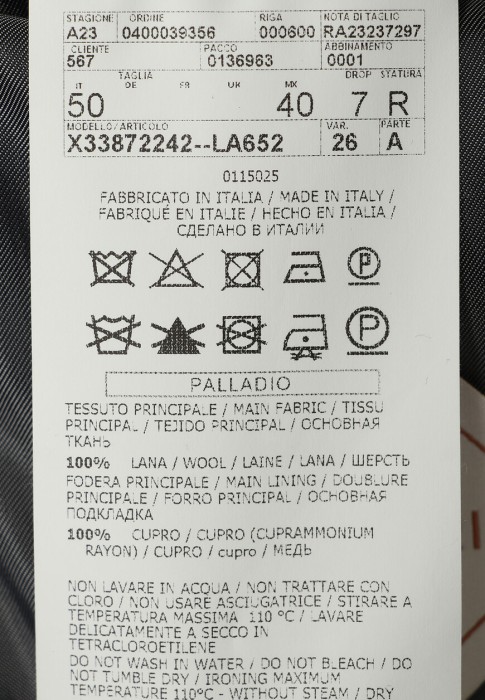 STAGIONE ORDINE RIGA NOTA DI TAGLIO
A23 0400039356 000600 RA23237297
CLIENTE PACCO ABBINAMENTO
567 0136963 0001
TAGLIA DROP STATURA
IT DE FR UK MX
50 40 7 R
MODELLO/ARTICOLO VAR. PARTE
X33872242--LA652 26 A
0115025
FABBRICATO IN ITALIA / MADE IN ITALY /
FABRIQUÉ EN ITALIE / HECHO EN ITALIA /
СДЕЛАНО В ИТАЛИИ
P
P
PALLADIO
TESSUTO PRINCIPALE / MAIN FABRIC / TISSU
PRINCIPAL / TEJIDO PRINCIPAL / ОСНОВНАЯ
ТКАНЬ
100% LANA / WOOL / LAINE / LANA / ШЕРСТЬ
FODERA PRINCIPALE / MAIN LINING / DOUBLURE
PRINCIPALE / FORRO PRINCIPAL / ОСНОВНАЯ
ПОДКЛАДКА
100% CUPRO / CUPRO (CUPRAMMONIUM
RAYON) / CUPRO / cupro / МЕДЬ
NON LAVARE IN ACQUA / NON TRATTARE CON
CLORO / NON USARE ASCIUGATRICE / STIRARE A
TEMPERATURA MASSIMA 110 °C / LAVARE
DELICATAMENTE A SECCO IN
TETRACLOROETILENE
DO NOT WASH IN WATER / DO NOT BLEACH / DO
NOT TUMBLE DRY / IRONING MAXIMUM
TEMPERATURE 110°C - WITHOUT STEAM / DRY